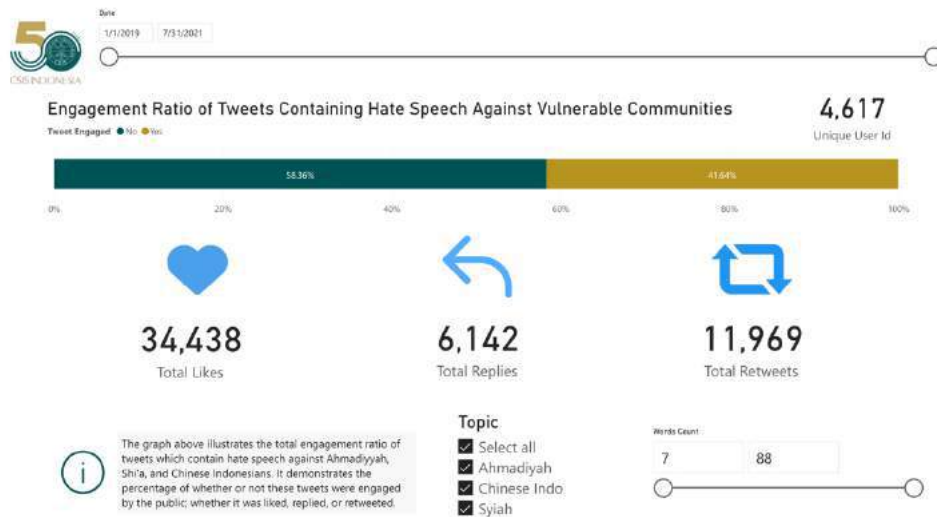 Date
1/1/2019 7/31/2021
50
CSIS INDONESIA
Engagement Ratio of Tweets Containing Hate Speech Against Vulnerable Communities
4,617
Unique User Id
Tweet Engaged No Yes
58.36% 41.64%
0% 20% 40% 60% 80% 100%
34,438 6,142 11,969
Total Likes Total Replies Total Retweets
The graph above illustrates the total engagement ratio of
tweets which contain hate speech against Ahmadiyyah,
Shi'a, and Chinese Indonesians. It demonstrates the
percentage of whether or not these tweets were engaged
by the public; whether it was liked, replied, or retweeted.
Topic
Select all
Ahmadiyah
Chinese Indo
Syiah
Words Count
7 88